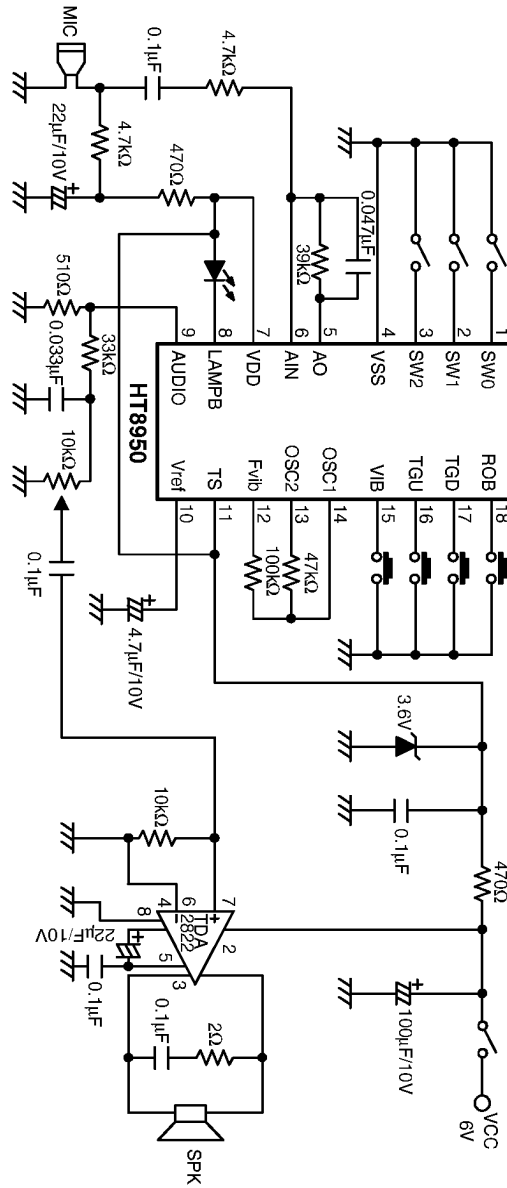 MIC
0.1μF
4.7kΩ
22μF/10V
4.7kΩ
470Ω
0.047μF
39kΩ
510Ω
0.033μF
33kΩ
10kΩ
0.1μF
9 8 7 6 5 4 3 2 1
AUDIO LAMPB VDD AIN AO VSS SW2 SW1 SW0
HT8950
Vref TS Fvib OSC2 OSC1 VIB TGU TGD ROB
10 11 12 13 14 15 16 17 18
100kΩ
47kΩ
4.7μF/10V
3.6V
0.1μF
470Ω
100μF/10V
VCC
6V
10kΩ
4 6 7
8
TDA
2822
2
5
3
22μF/10V
0.1μF
0.1μF
2Ω
SPK